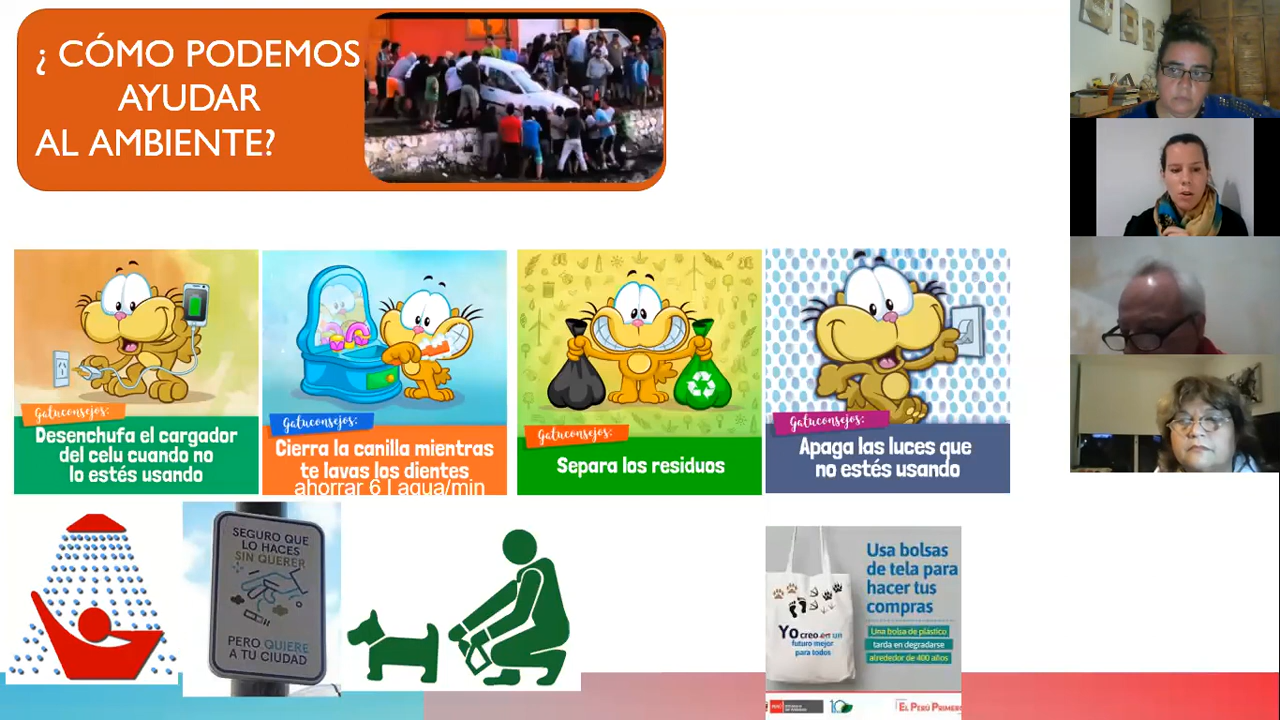 ¿ CÓMO PODEMOS
AYUDAR
AL AMBIENTE?
Gatuconsejos:
Desenchufa el cargador
del celu cuando no
lo estés usando
Gatuconsejos:
Cierra la canilla mientras
te lavas los dientes
ahorrar 6 l agua/min
Gatuconsejos:
Separa los residuos
Gatuconsejos:
Apaga las luces que
no estés usando
SEGURO QUE
LO HACES
SIN QUERER
PERO QUIERE
A TU CIUDAD
Yo creo en un
futuro mejor
para todos
Usa bolsas
de tela para
hacer tus
compras
Una bolsa de plástico
tarda en degradarse
alrededor de 400 años
PERÚ
EL PERÚ PRIMERO